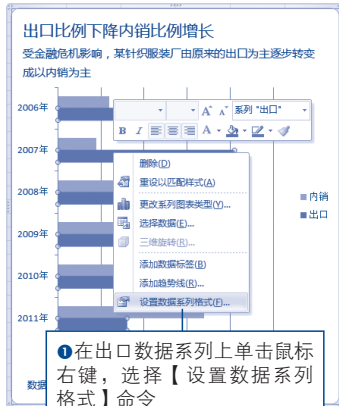 出口比例下降内销比例增长
受金融危机影响，某针织服装厂由原来的出口为主逐步转变
成以内销为主
2006年
系列 "出口"
B I A
2007年
删除(D)
重设以匹配样式(A)
2008年
更改系列图表类型(Y)...
内销
选择数据(E)...
出口
2009年
三维旋转(R)...
添加数据标签(B)
2010年
添加趋势线(R)...
设置数据系列格式(F)...
2011年
❶在出口数据系列上单击鼠标
右键，选择【设置数据系列
格式】命令
数据